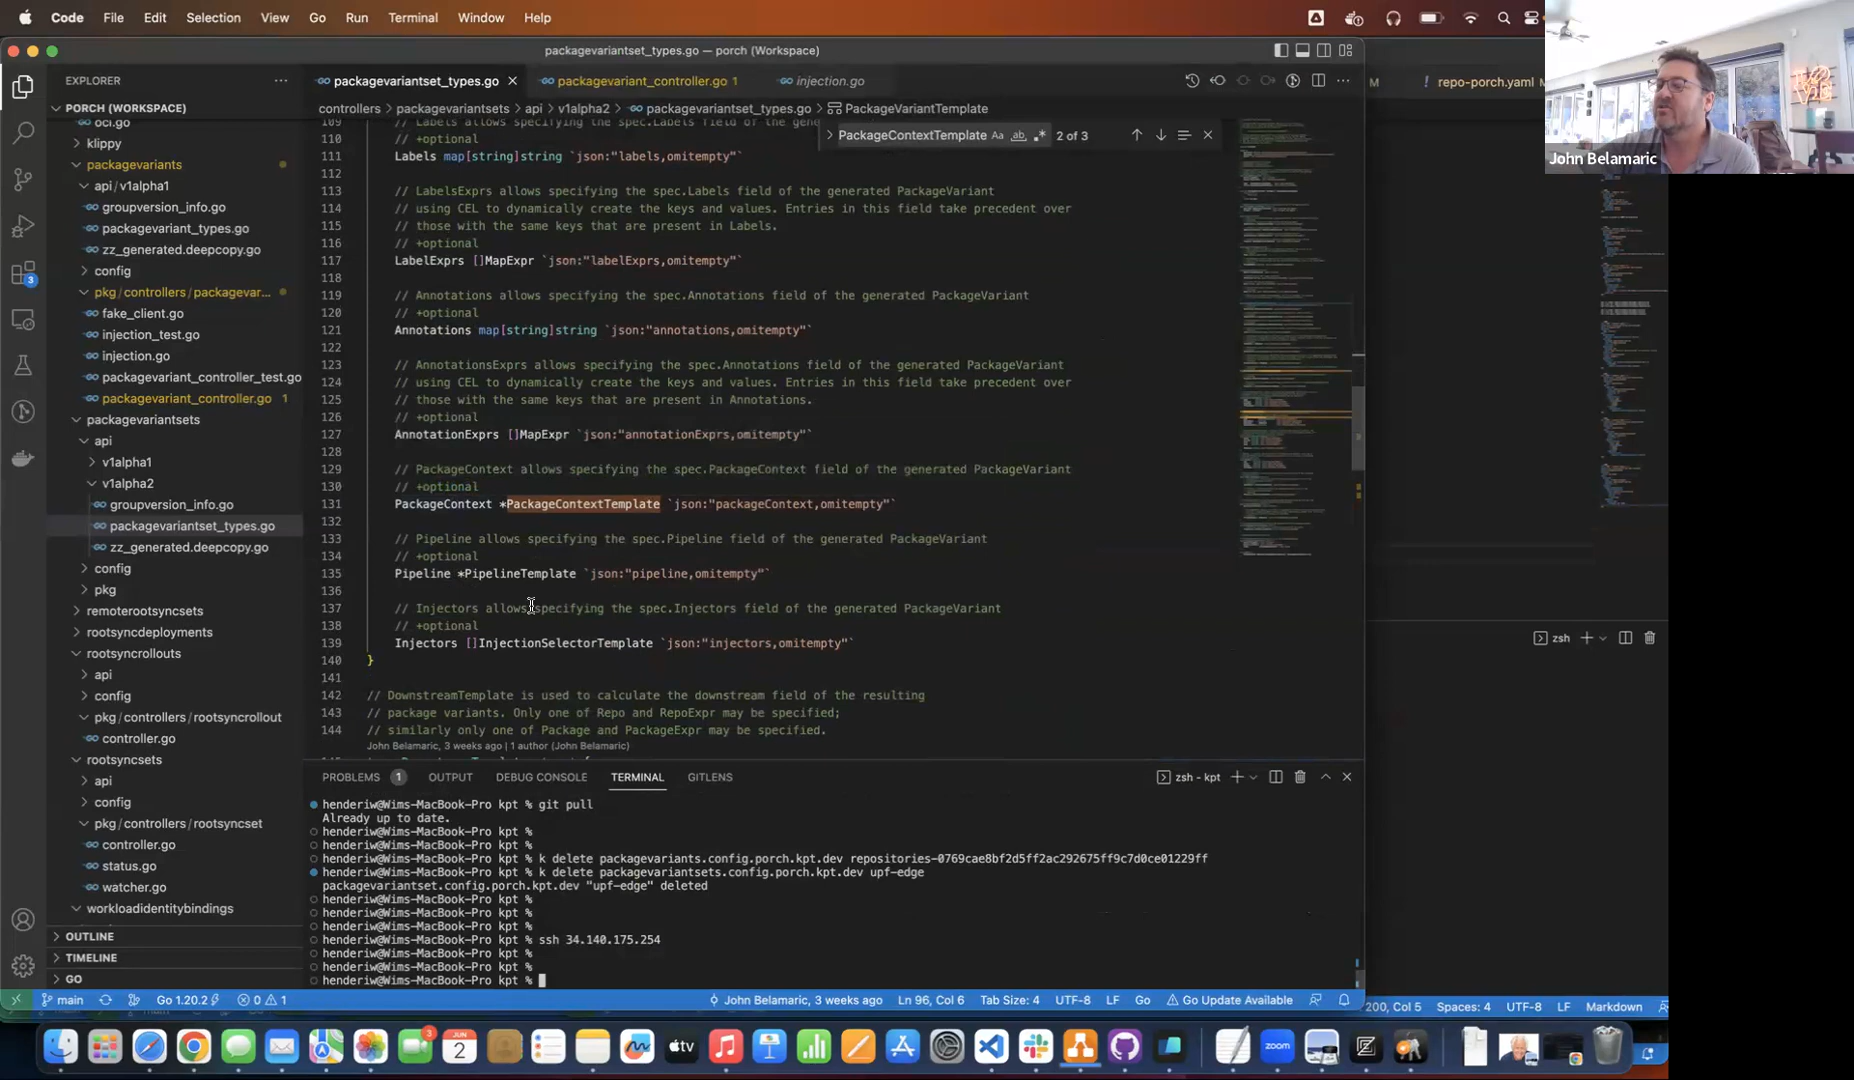 Code File Edit Selection View Go Run Terminal Window Help
packagevariantset_types.go — porch (Workspace)
EXPLORER
packagevariantset_types.go
packagevariant_controller.go 1
injection.go
M
repo-porch.yaml M
PORCH (WORKSPACE)
controllers > packagevariantsets > api > v1alpha2 > packagevariantset_types.go > PackageVariantTemplate
PackageContextTemplate Aa ab 2 of 3
oci.go
klippy
packagevariants
api/v1alpha1
groupversion_info.go
packagevariant_types.go
zz_generated.deepcopy.go
config
pkg/controllers/packagevar...
fake_client.go
injection_test.go
injection.go
packagevariant_controller_test.go
packagevariant_controller.go 1
packagevariantsets
api
v1alpha1
v1alpha2
groupversion_info.go
packagevariantset_types.go
zz_generated.deepcopy.go
config
pkg
remoterootsyncsets
rootsyncdeployments
rootsyncrollouts
api
config
pkg/controllers/rootsyncrollout
controller.go
rootsyncsets
api
config
pkg/controllers/rootsyncset
controller.go
status.go
watcher.go
workloadidentitybindings
OUTLINE
TIMELINE
GO
3
109 // Labels allows specifying the spec.Labels field of the gene
110 // +optional
111 Labels map[string]string `json:"labels,omitempty"`
112
113 // LabelsExprs allows specifying the spec.Labels field of the generated PackageVariant
114 // using CEL to dynamically create the keys and values. Entries in this field take precedent over
115 // those with the same keys that are present in Labels.
116 // +optional
117 LabelExprs []MapExpr `json:"labelExprs,omitempty"`
118
119 // Annotations allows specifying the spec.Annotations field of the generated PackageVariant
120 // +optional
121 Annotations map[string]string `json:"annotations,omitempty"`
122
123 // AnnotationsExprs allows specifying the spec.Annotations field of the generated PackageVariant
124 // using CEL to dynamically create the keys and values. Entries in this field take precedent over
125 // those with the same keys that are present in Annotations.
126 // +optional
127 AnnotationExprs []MapExpr `json:"annotationExprs,omitempty"`
128
129 // PackageContext allows specifying the spec.PackageContext field of the generated PackageVariant
130 // +optional
131 PackageContext *PackageContextTemplate `json:"packageContext,omitempty"`
132
133 // Pipeline allows specifying the spec.Pipeline field of the generated PackageVariant
134 // +optional
135 Pipeline *PipelineTemplate `json:"pipeline,omitempty"`
136
137 // Injectors allows specifying the spec.Injectors field of the generated PackageVariant
138 // +optional
139 Injectors []InjectionSelectorTemplate `json:"injectors,omitempty"`
140 }
141
142 // DownstreamTemplate is used to calculate the downstream field of the resulting
143 // package variants. Only one of Repo and RepoExpr may be specified;
144 // similarly only one of Package and PackageExpr may be specified.
John Belamaric, 3 weeks ago | 1 author (John Belamaric)
PROBLEMS 1 OUTPUT DEBUG CONSOLE TERMINAL GITLENS
zsh - kpt
henderiw@Wims-MacBook-Pro kpt % git pull
Already up to date.
henderiw@Wims-MacBook-Pro kpt %
henderiw@Wims-MacBook-Pro kpt %
henderiw@Wims-MacBook-Pro kpt % k delete packagevariants.config.porch.kpt.dev repositories-0769cae8bf2d5ff2ac292675ff9c7d0ce01229ff
henderiw@Wims-MacBook-Pro kpt % k delete packagevariantsets.config.porch.kpt.dev upf-edge
packagevariantset.config.porch.kpt.dev "upf-edge" deleted
henderiw@Wims-MacBook-Pro kpt %
henderiw@Wims-MacBook-Pro kpt %
henderiw@Wims-MacBook-Pro kpt %
henderiw@Wims-MacBook-Pro kpt % ssh 34.140.175.254
henderiw@Wims-MacBook-Pro kpt %
henderiw@Wims-MacBook-Pro kpt %
henderiw@Wims-MacBook-Pro kpt %
main Go 1.20.2 0 1 John Belamaric, 3 weeks ago Ln 96, Col 6 Tab Size: 4 UTF-8 LF Go Go Update Available
zsh
200, Col 5 Spaces: 4 UTF-8 LF Markdown
John Belamaric
3
JUN
2
tv
zoom